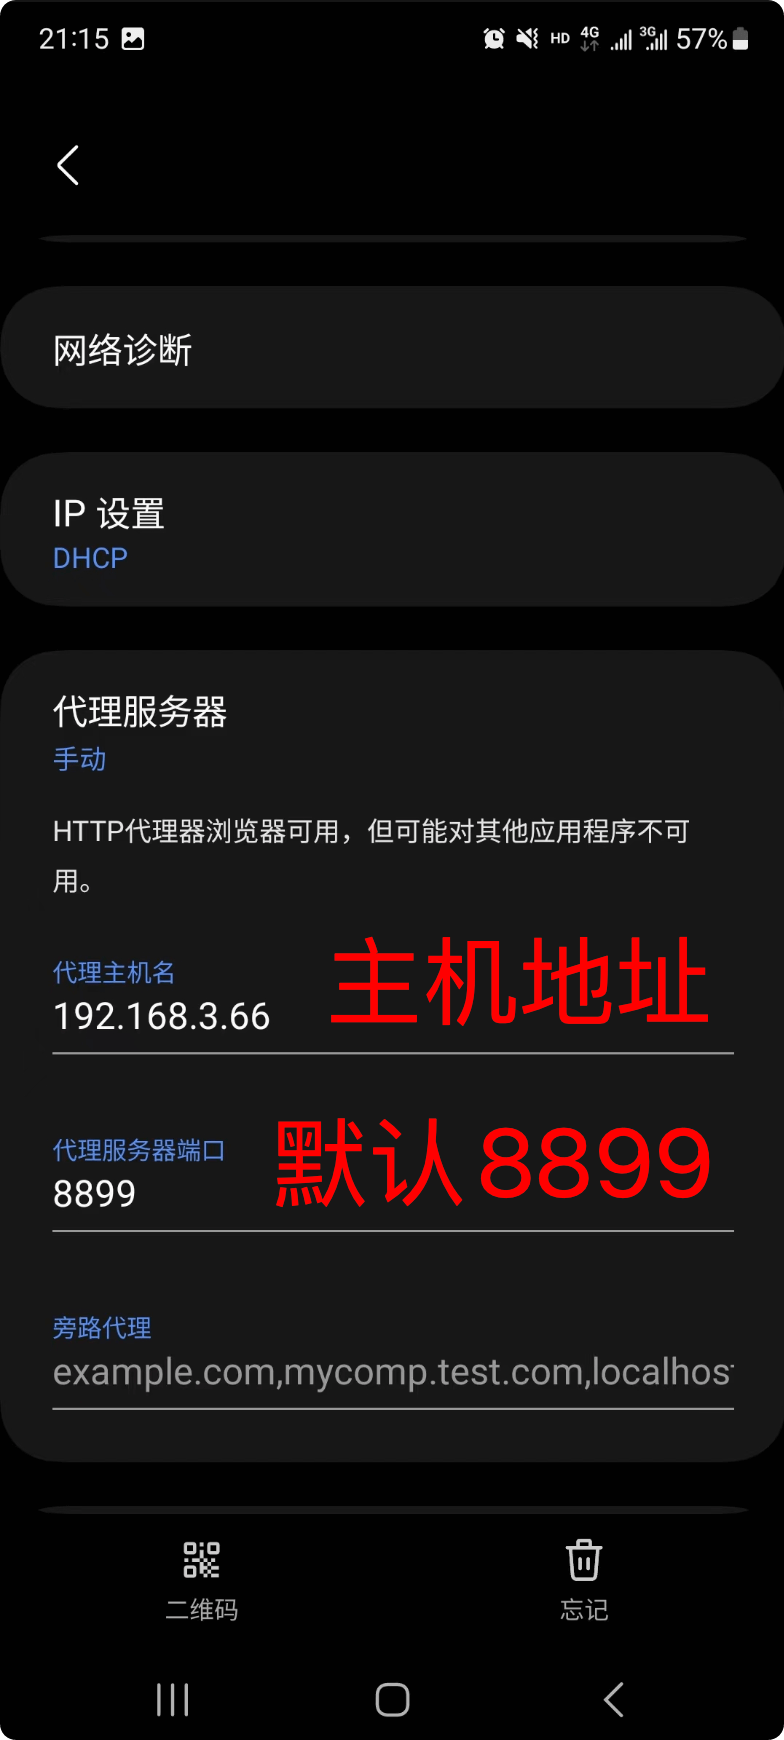 21:15 HD 4G 3G 57%
网络诊断
IP 设置
DHCP
代理服务器
手动
HTTP代理器浏览器可用，但可能对其他应用程序不可
用。
代理主机名
192.168.3.66 主机地址
代理服务器端口
8899 默认8899
旁路代理
example.com,mycomp.test.com,localhost
二维码 忘记